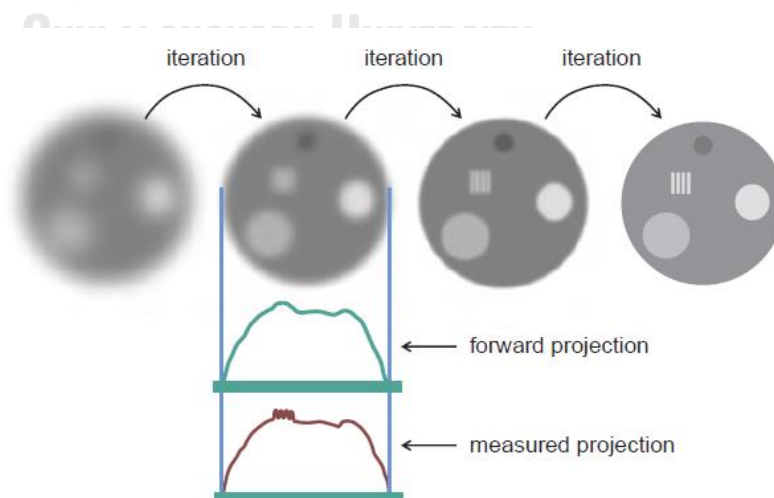 iteration
iteration
iteration
forward projection
measured projection